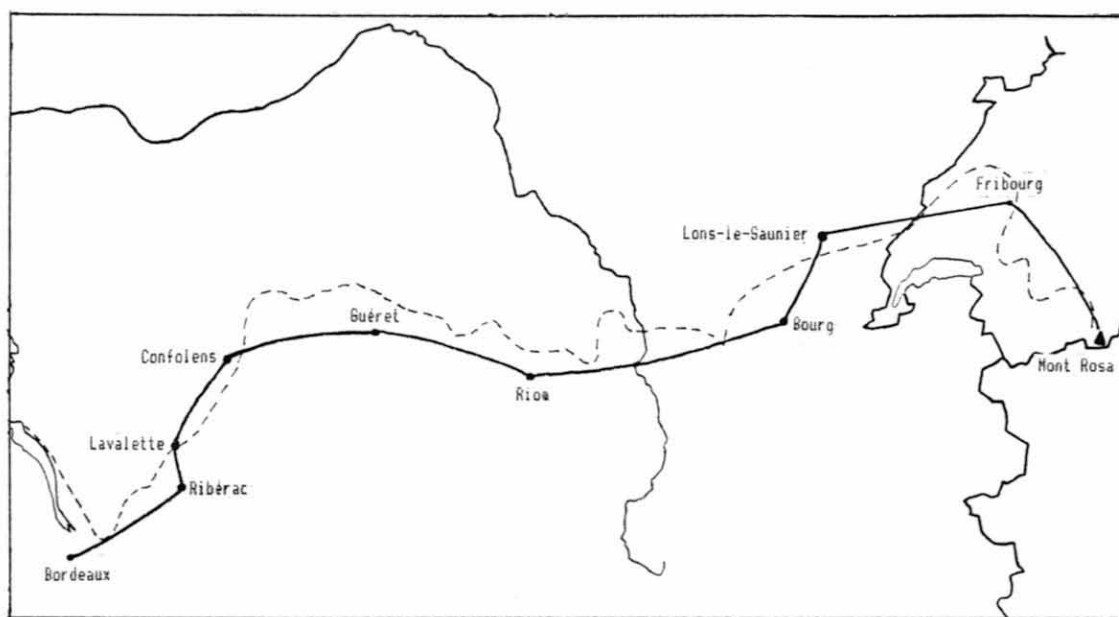 Fribourg
Lons-le-Saunier
Guéret
Bourg
Confolens
Mont Rosa
Riom
Lavalette
Ribérac
Bordeaux